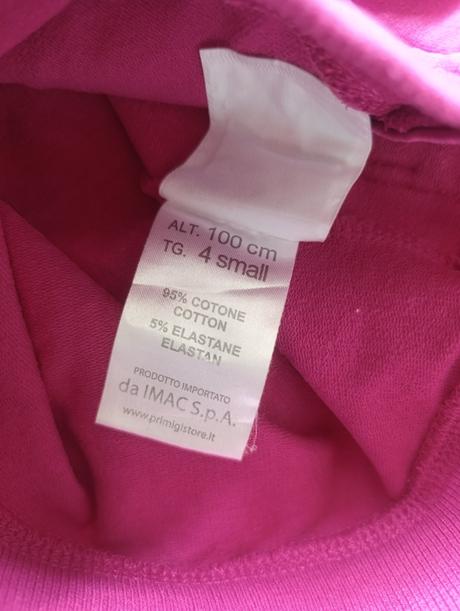 ALT. 100 cm
TG. 4 small
95% COTONE
COTTON
5% ELASTANE
ELASTAN
PRODOTTO IMPORTATO
da IMAC S.p.A.
www.primigistore.it